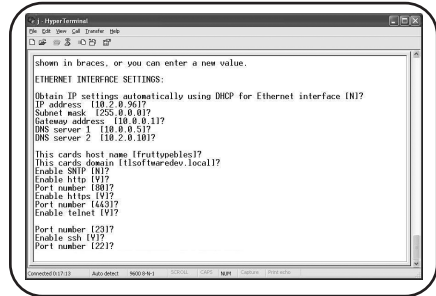 j - HyperTerminal
File Edit View Call Transfer Help
shown in braces, or you can enter a new value.
ETHERNET INTERFACE SETTINGS:
Obtain IP settings automatically using DHCP for Ethernet interface [N]?
IP address [10.2.0.96]?
Subnet mask [255.0.0.0]?
Gateway address [10.0.0.1]?
DNS server 1 [10.0.0.5]?
DNS server 2 [10.2.0.10]?
This cards host name [fruttypebles]?
This cards domain [tlsoftwaredev.local]?
Enable SNTP [N]?
Enable http [Y]?
Port number [80]?
Enable https [Y]?
Port number [443]?
Enable telnet [Y]?
Port number [23]?
Enable ssh [Y]?
Port number [22]?
Connected 0:17:13 Auto detect 9600 8-N-1 SCROLL CAPS NUM Capture Print echo